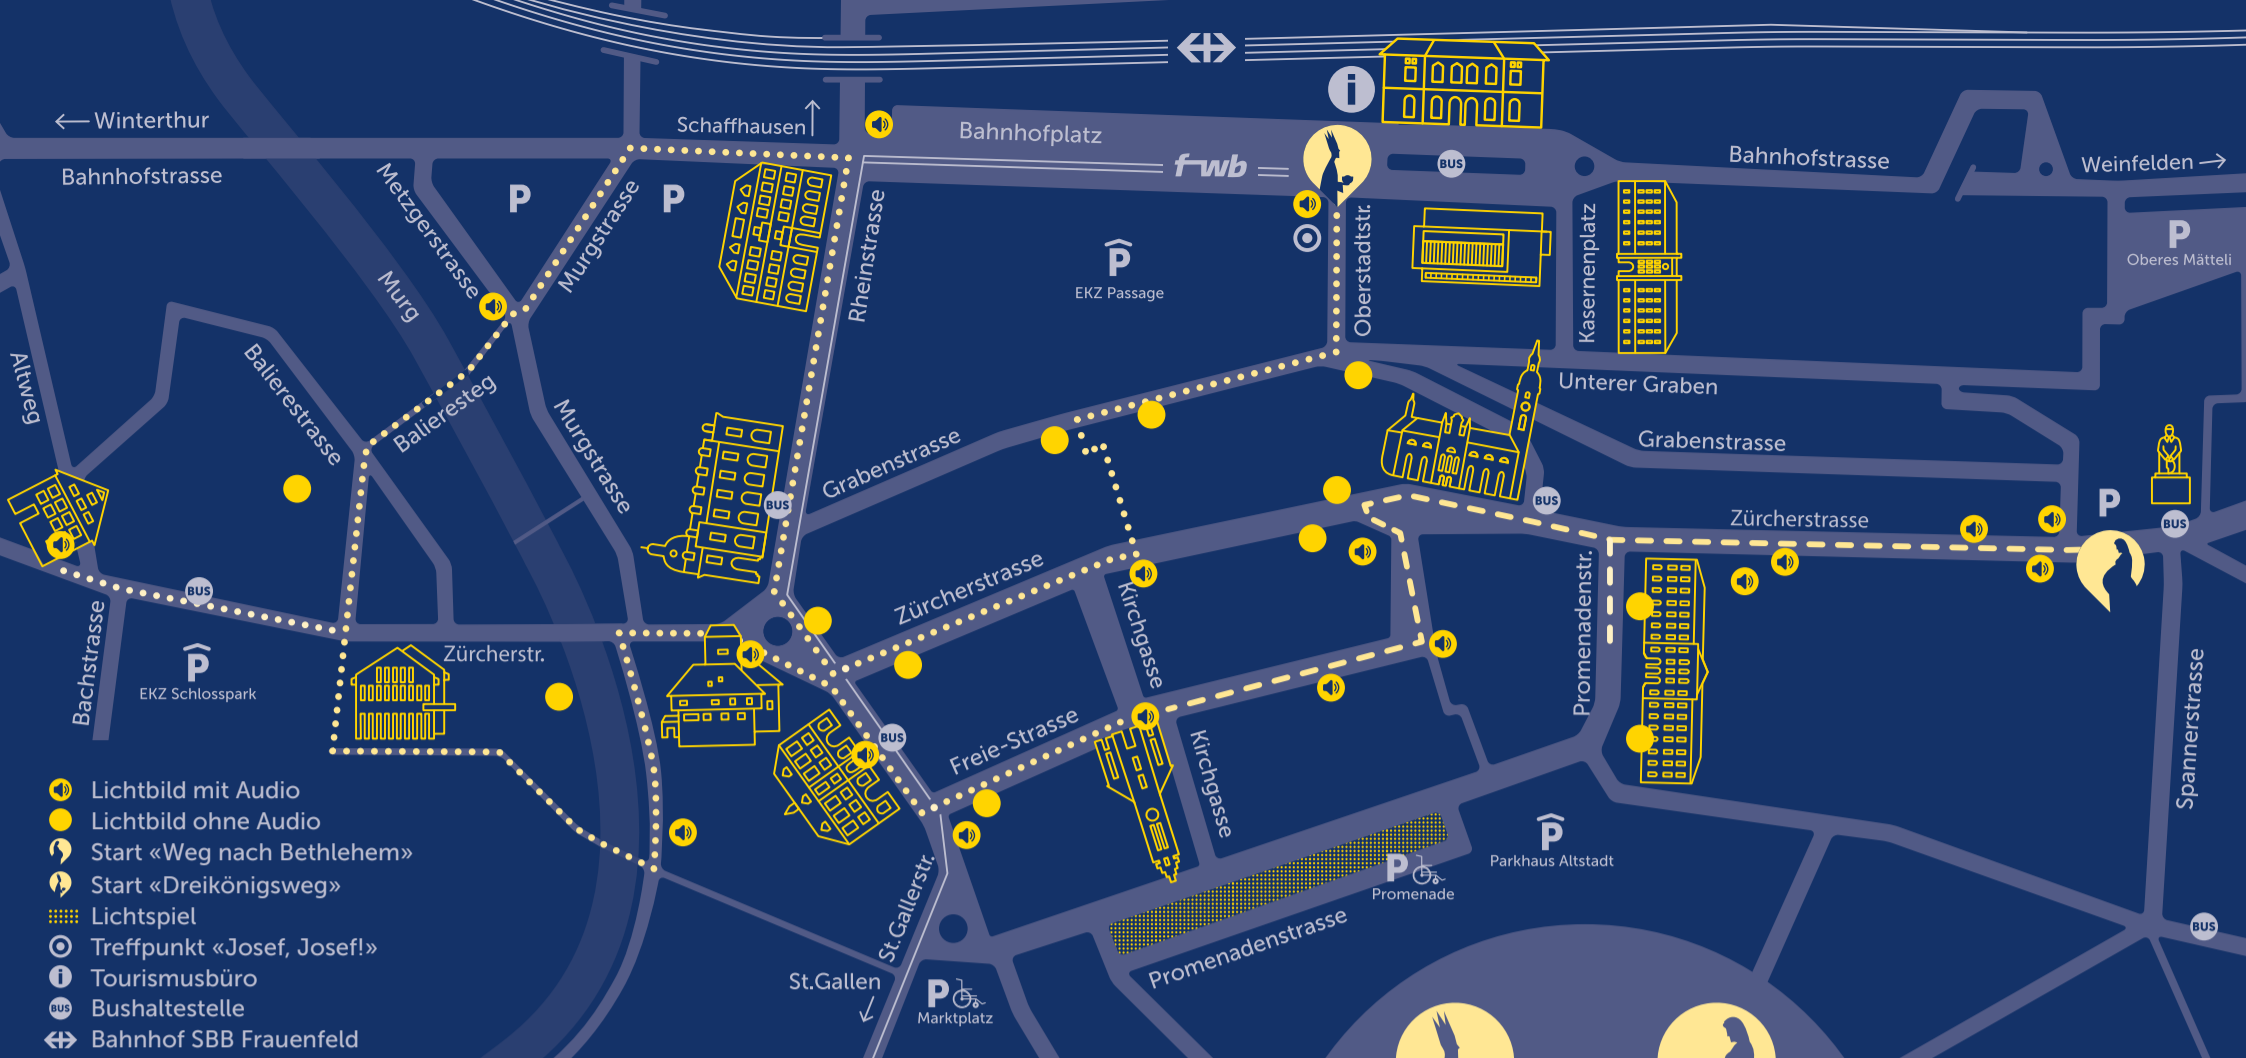 Winterthur
Bahnhofstrasse
Schaffhausen
Bahnhofplatz
fwb
i
BUS
Bahnhofstrasse
Weinfelden
P
Oberes Mätteli
Metzgerstrasse
P
Murgstrasse
P
Rheinstrasse
P
EKZ Passage
Oberstadtstr.
Kasernenplatz
Murg
Altweg
Balierestrasse
Balieresteg
Murgstrasse
Unterer Graben
Grabenstrasse
Grabenstrasse
BUS
BUS
Zürcherstrasse
P
BUS
BUS
Bachstrasse
P
EKZ Schlosspark
Zürcherstr.
Zürcherstrasse
Kirchgasse
Promenadenstr.
Spannerstrasse
BUS
Freie-Strasse
Kirchgasse
P
Parkhaus Altstadt
P
Promenade
Promenadenstrasse
St.Gallerstr.
St.Gallen
P
Marktplatz
BUS
Lichtbild mit Audio
Lichtbild ohne Audio
Start «Weg nach Bethlehem»
Start «Dreikönigsweg»
Lichtspiel
Treffpunkt «Josef, Josef!»
i Tourismusbüro
BUS Bushaltestelle
Bahnhof SBB Frauenfeld